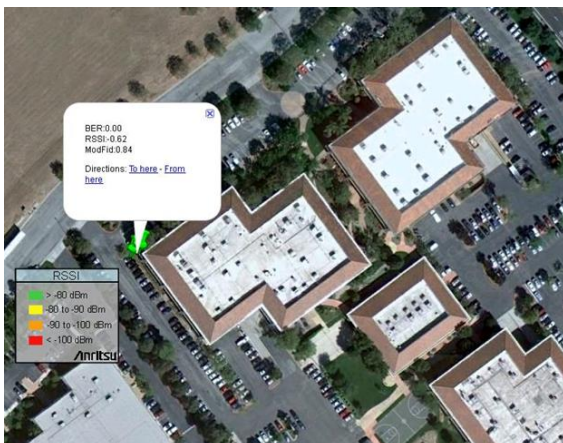 BER:0.00
RSSI:-0.62
ModFid:0.84
Directions: To here - From
here
RSSI
> -80 dBm
-80 to -90 dBm
-90 to -100 dBm
< -100 dBm
Anritsu